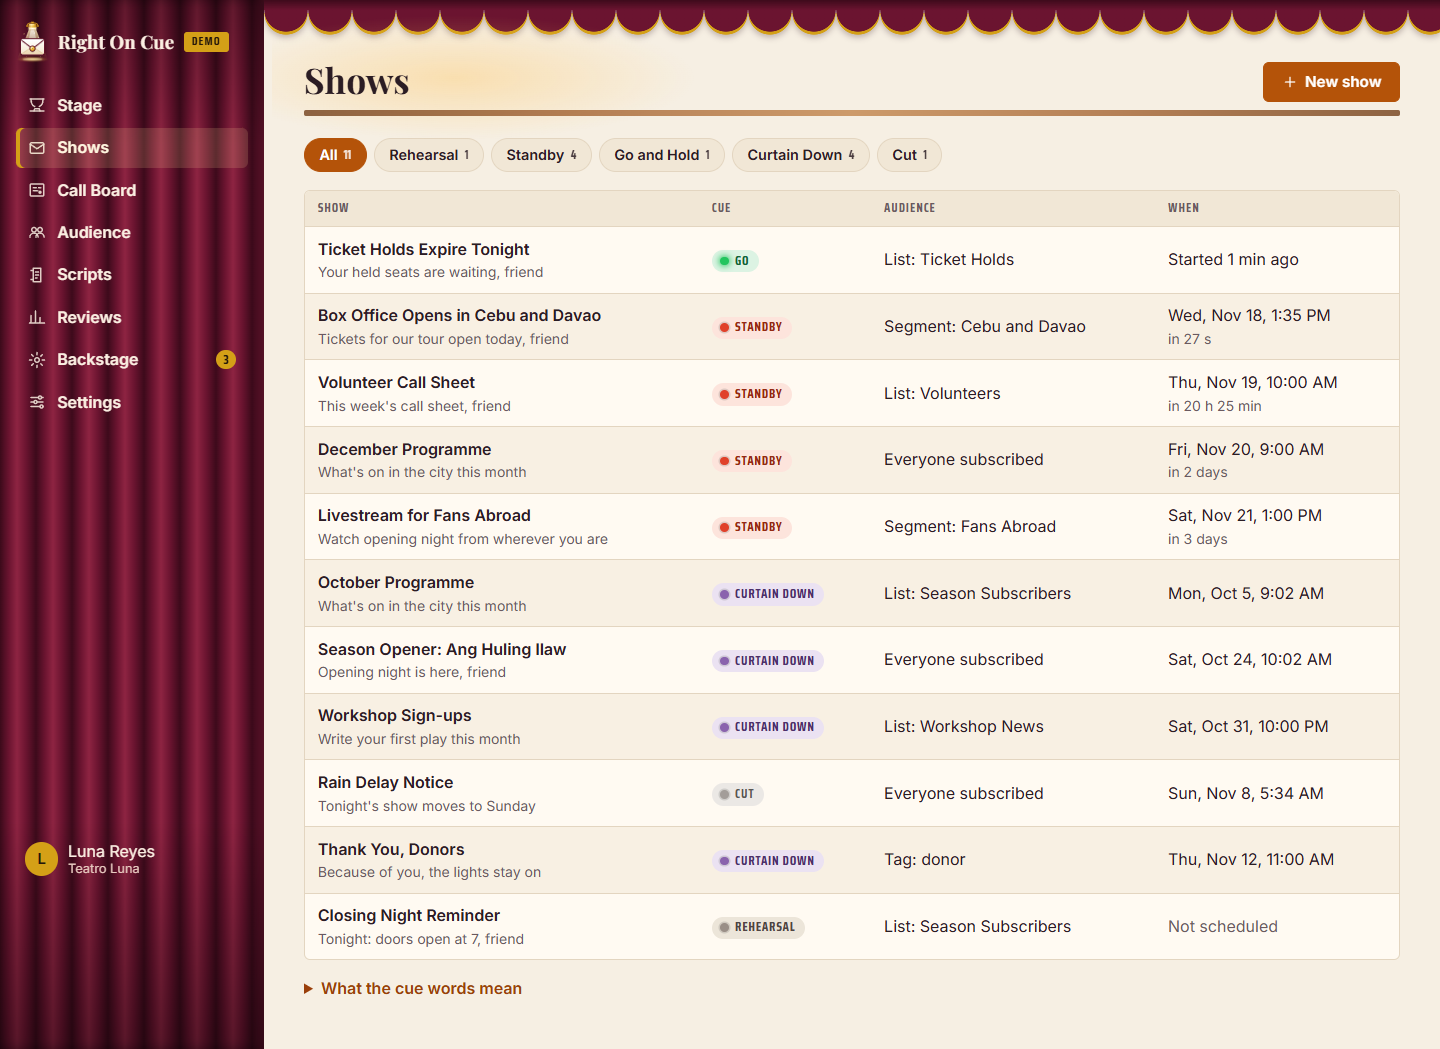 Right On Cue DEMO
Stage
Shows
Call Board
Audience
Scripts
Reviews
Backstage 3
Settings
L
Luna Reyes
Teatro Luna
Shows
+ New show
All 11 Rehearsal 1 Standby 4 Go and Hold 1 Curtain Down 4 Cut 1
SHOW CUE AUDIENCE WHEN
Ticket Holds Expire Tonight
Your held seats are waiting, friend
GO
List: Ticket Holds
Started 1 min ago
Box Office Opens in Cebu and Davao
Tickets for our tour open today, friend
STANDBY
Segment: Cebu and Davao
Wed, Nov 18, 1:35 PM
in 27 s
Volunteer Call Sheet
This week's call sheet, friend
STANDBY
List: Volunteers
Thu, Nov 19, 10:00 AM
in 20 h 25 min
December Programme
What's on in the city this month
STANDBY
Everyone subscribed
Fri, Nov 20, 9:00 AM
in 2 days
Livestream for Fans Abroad
Watch opening night from wherever you are
STANDBY
Segment: Fans Abroad
Sat, Nov 21, 1:00 PM
in 3 days
October Programme
What's on in the city this month
CURTAIN DOWN
List: Season Subscribers
Mon, Oct 5, 9:02 AM
Season Opener: Ang Huling Ilaw
Opening night is here, friend
CURTAIN DOWN
Everyone subscribed
Sat, Oct 24, 10:02 AM
Workshop Sign-ups
Write your first play this month
CURTAIN DOWN
List: Workshop News
Sat, Oct 31, 10:00 PM
Rain Delay Notice
Tonight's show moves to Sunday
CUT
Everyone subscribed
Sun, Nov 8, 5:34 AM
Thank You, Donors
Because of you, the lights stay on
CURTAIN DOWN
Tag: donor
Thu, Nov 12, 11:00 AM
Closing Night Reminder
Tonight: doors open at 7, friend
REHEARSAL
List: Season Subscribers
Not scheduled
What the cue words mean